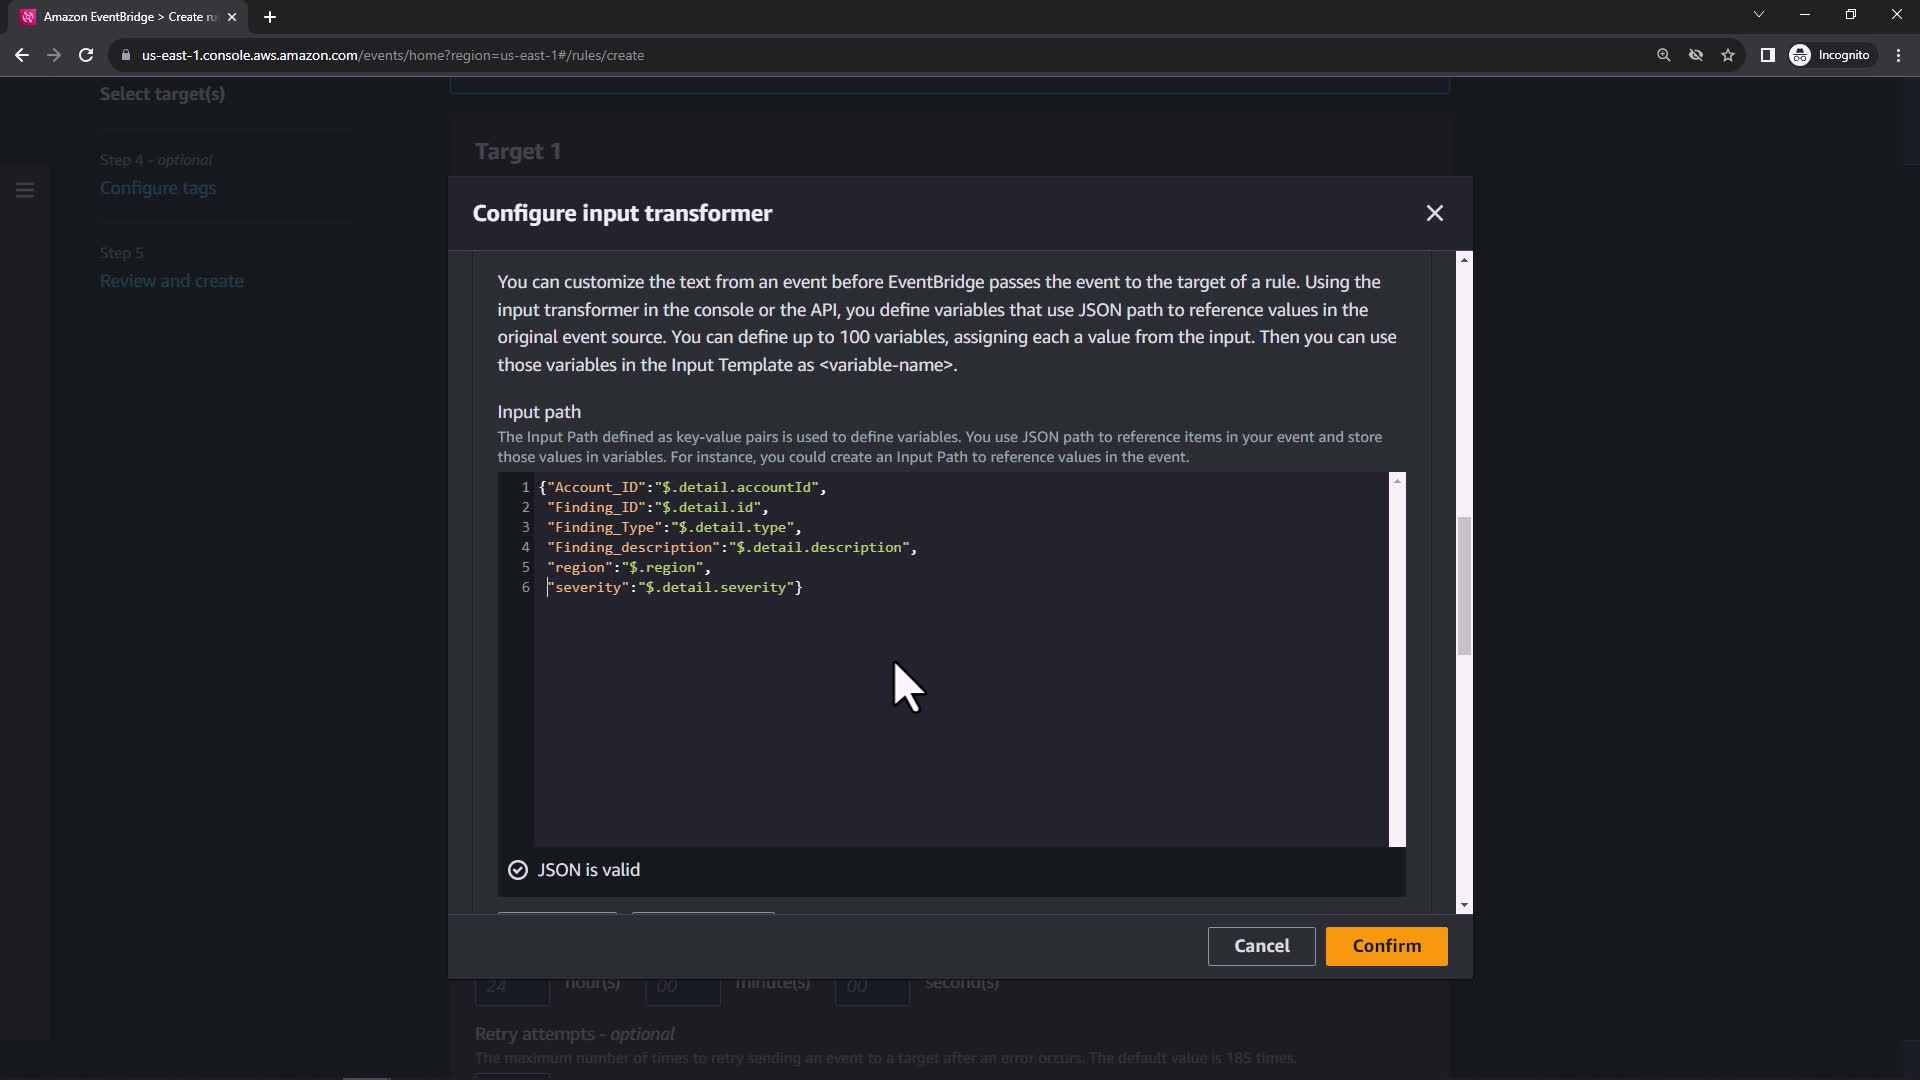 Amazon EventBridge > Create ru
us-east-1.console.aws.amazon.com/events/home?region=us-east-1#/rules/create
Incognito
Select target(s)
Step 4 - optional
Configure tags
Step 5
Review and create
Target 1
Configure input transformer
You can customize the text from an event before EventBridge passes the event to the target of a rule. Using the
input transformer in the console or the API, you define variables that use JSON path to reference values in the
original event source. You can define up to 100 variables, assigning each a value from the input. Then you can use
those variables in the Input Template as <variable-name>.
Input path
The Input Path defined as key-value pairs is used to define variables. You use JSON path to reference items in your event and store
those values in variables. For instance, you could create an Input Path to reference values in the event.
1 {"Account_ID":"$.detail.accountId",
2 "Finding_ID":"$.detail.id",
3 "Finding_Type":"$.detail.type",
4 "Finding_description":"$.detail.description",
5 "region":"$.region",
6 "severity":"$.detail.severity"}
JSON is valid
Cancel
Confirm
24 hour(s) 00 minute(s) 00 second(s)
Retry attempts - optional
The maximum number of times to retry sending an event to a target after an error occurs. The default value is 185 times.